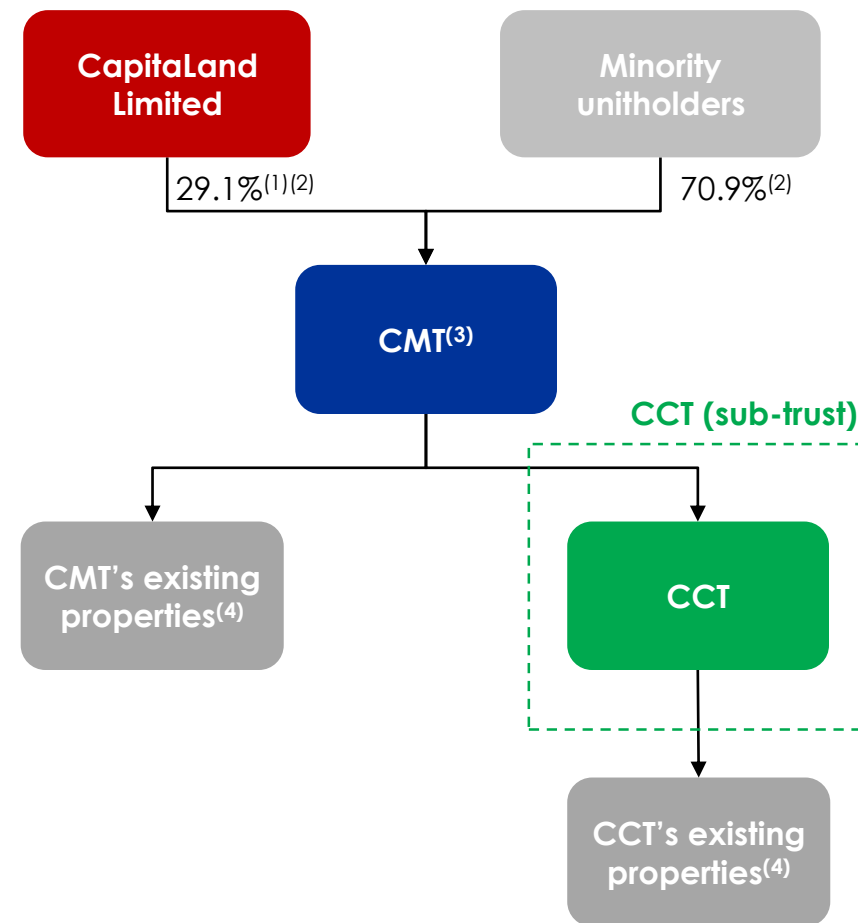 CapitaLand
Limited
Minority
unitholders
29.1%(1)(2)
70.9%(2)
CMT(3)
CCT (sub-trust)
CMT’s existing
properties(4)
CCT
CCT’s existing
properties(4)